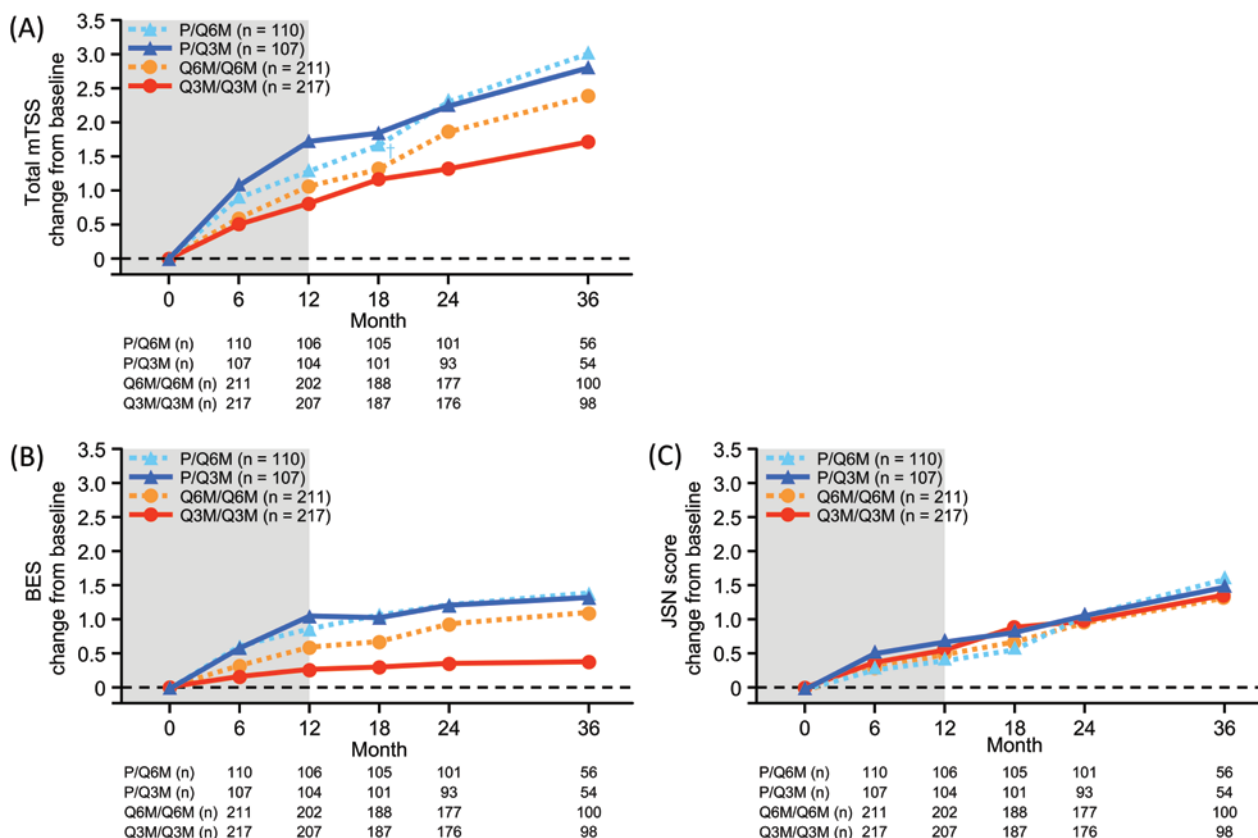 (A)
Total mTSS
change from baseline
3.5
3.0
2.5
2.0
1.5
1.0
0.5
0
P/Q6M (n = 110)
P/Q3M (n = 107)
Q6M/Q6M (n = 211)
Q3M/Q3M (n = 217)
†
0 6 12 18 24 36
Month
P/Q6M (n) 110 106 105 101 56
P/Q3M (n) 107 104 101 93 54
Q6M/Q6M (n) 211 202 188 177 100
Q3M/Q3M (n) 217 207 187 176 98
(B)
BES
change from baseline
3.5
3.0
2.5
2.0
1.5
1.0
0.5
0
P/Q6M (n = 110)
P/Q3M (n = 107)
Q6M/Q6M (n = 211)
Q3M/Q3M (n = 217)
0 6 12 18 24 36
Month
P/Q6M (n) 110 106 105 101 56
P/Q3M (n) 107 104 101 93 54
Q6M/Q6M (n) 211 202 188 177 100
Q3M/Q3M (n) 217 207 187 176 98
(C)
JSN score
change from baseline
3.5
3.0
2.5
2.0
1.5
1.0
0.5
0
P/Q6M (n = 110)
P/Q3M (n = 107)
Q6M/Q6M (n = 211)
Q3M/Q3M (n = 217)
0 6 12 18 24 36
Month
P/Q6M (n) 110 106 105 101 56
P/Q3M (n) 107 104 101 93 54
Q6M/Q6M (n) 211 202 188 177 100
Q3M/Q3M (n) 217 207 187 176 98